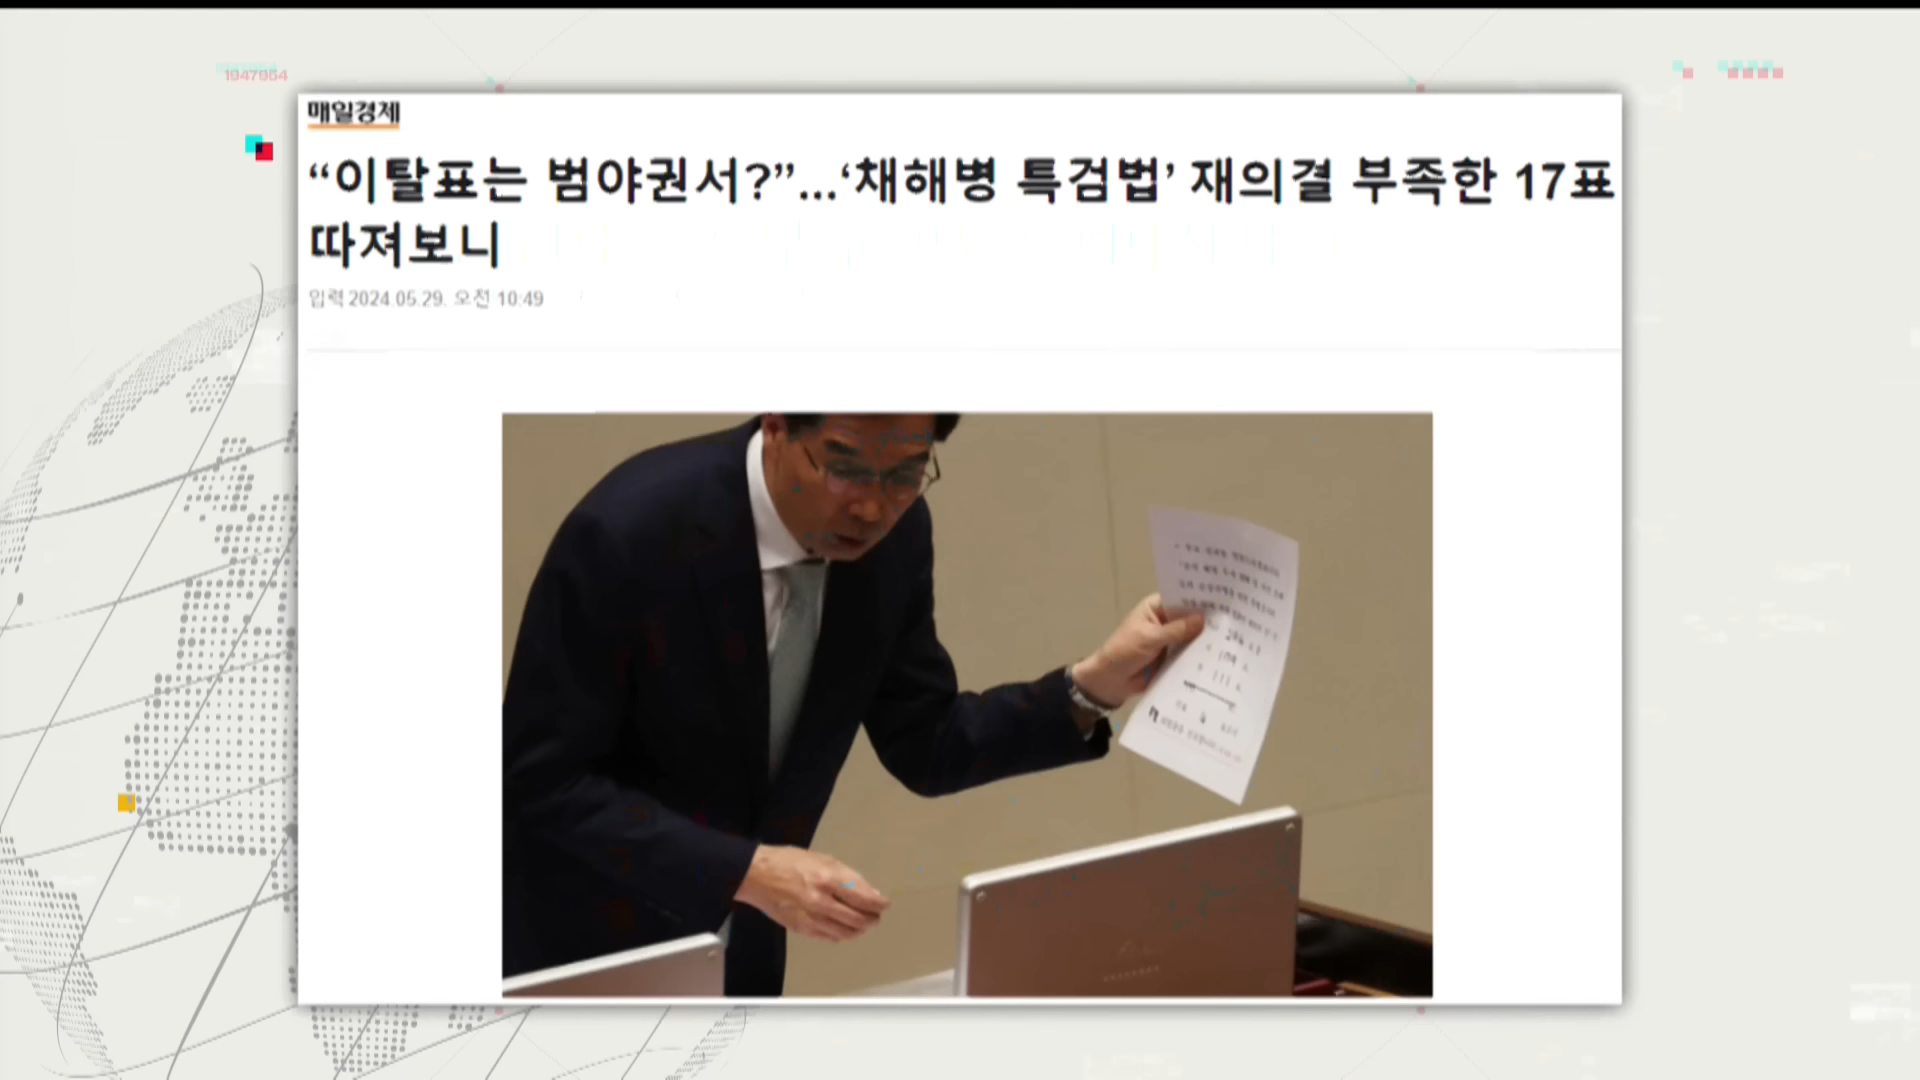 1947964
매일경제
“이탈표는 범야권서?”...‘채해병 특검법’ 재의결 부족한 17표
따져보니
입력 2024.05.29. 오전 10:49